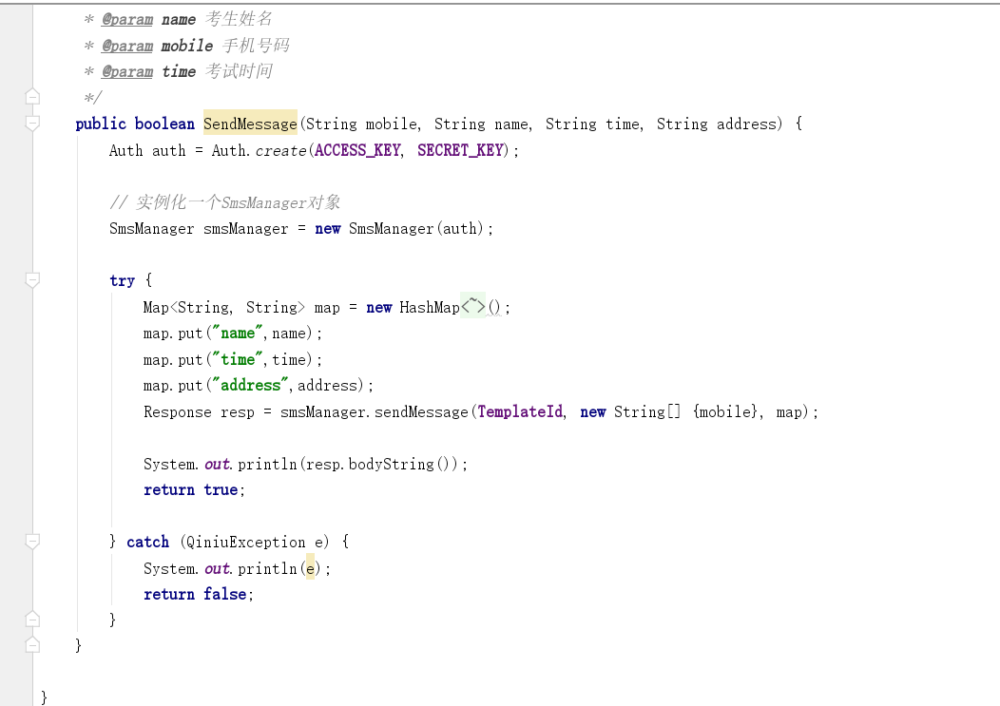 * @param name 考生姓名
* @param mobile 手机号码
* @param time 考试时间
*/
public boolean SendMessage(String mobile, String name, String time, String address) {
Auth auth = Auth.create(ACCESS_KEY, SECRET_KEY);
// 实例化一个SmsManager对象
SmsManager smsManager = new SmsManager(auth);
try {
Map<String, String> map = new HashMap<~>();
map.put("name",name);
map.put("time",time);
map.put("address",address);
Response resp = smsManager.sendMessage(TemplateId, new String[] {mobile}, map);
System.out.println(resp.bodyString());
return true;
} catch (QiniuException e) {
System.out.println(e);
return false;
}
}
}